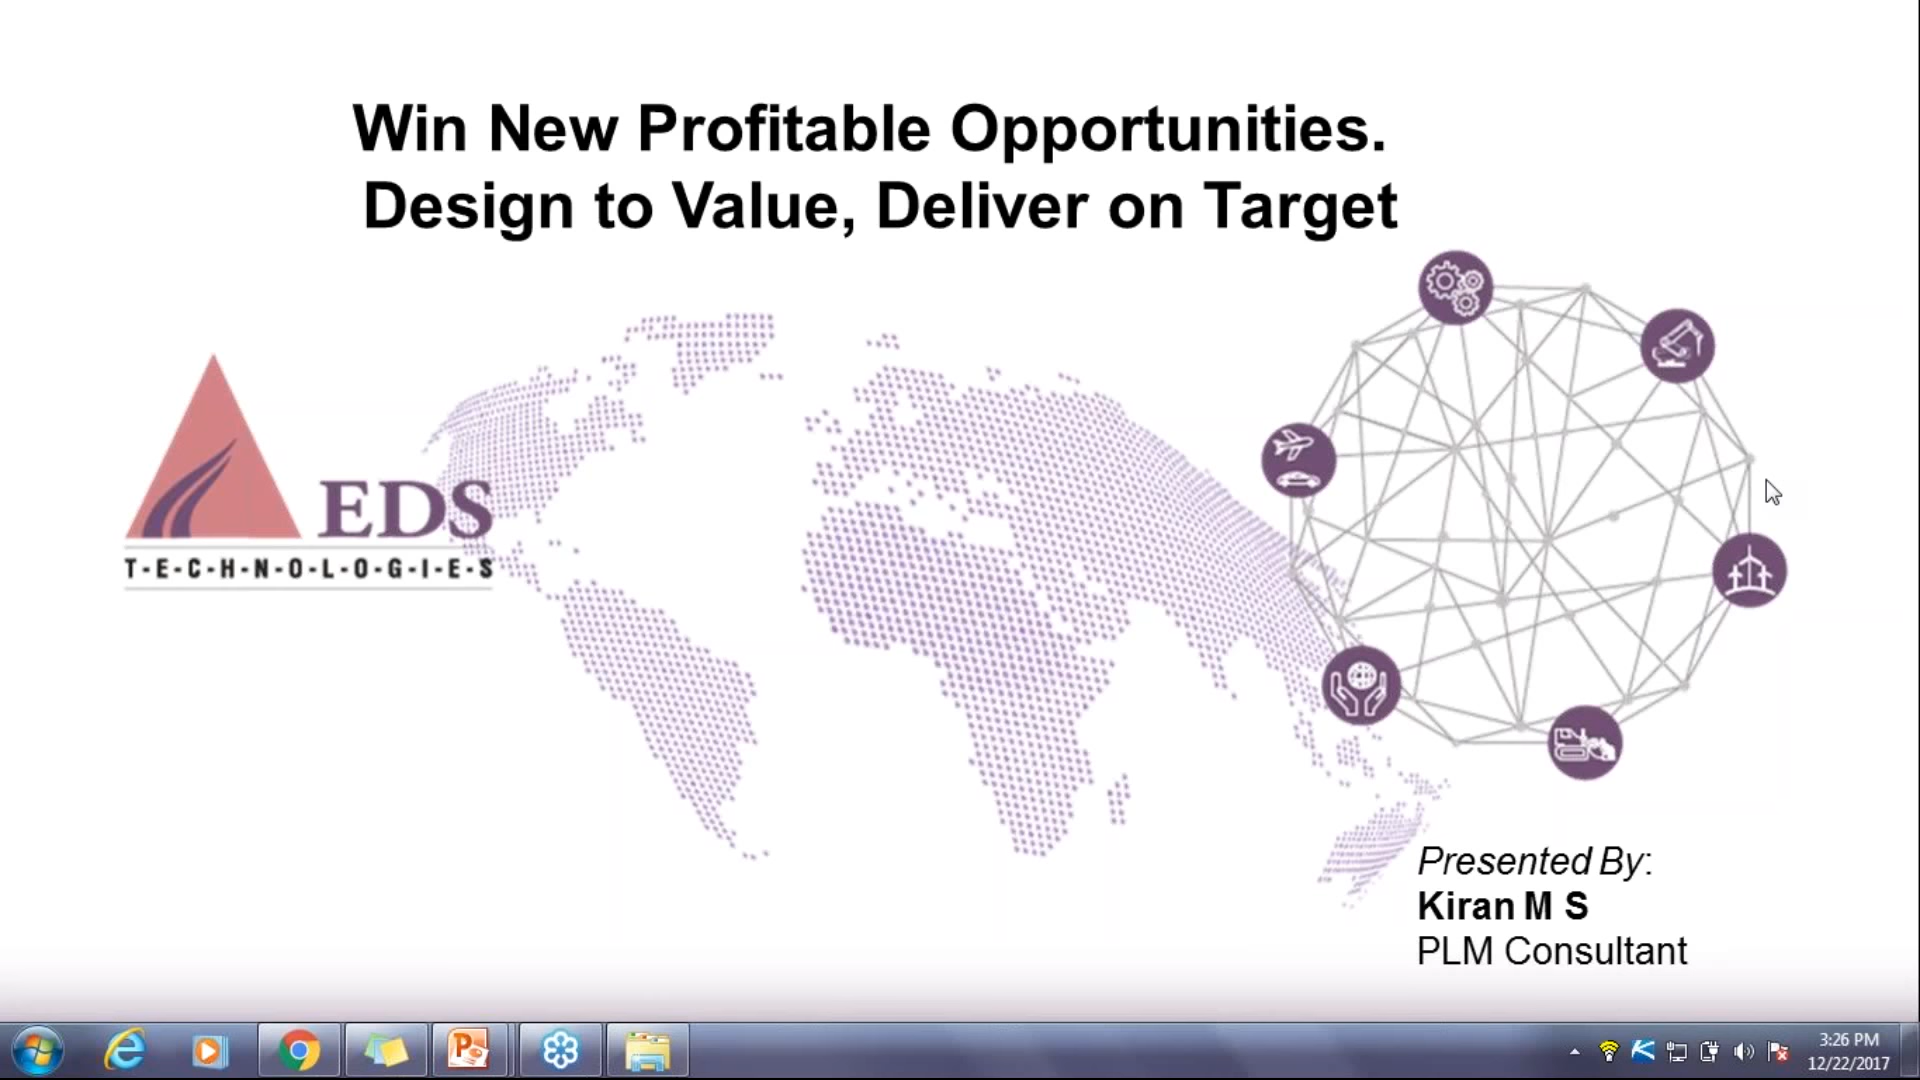 Win New Profitable Opportunities.
Design to Value, Deliver on Target
EDS
T-E-C-H-N-O-L-O-G-I-E-S
Presented By:
Kiran M S
PLM Consultant
3:26 PM
12/22/2017